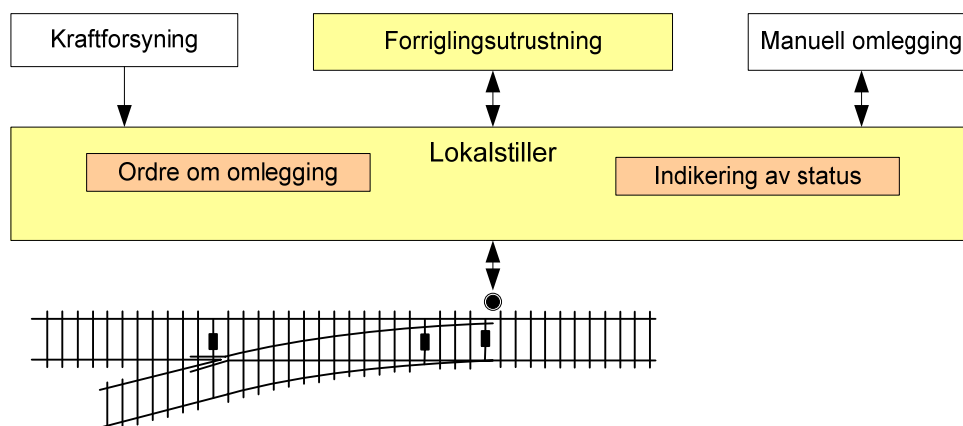 Kraftforsyning
Forriglingsutrustning
Manuell omlegging
Lokalstiller
Ordre om omlegging
Indikering av status